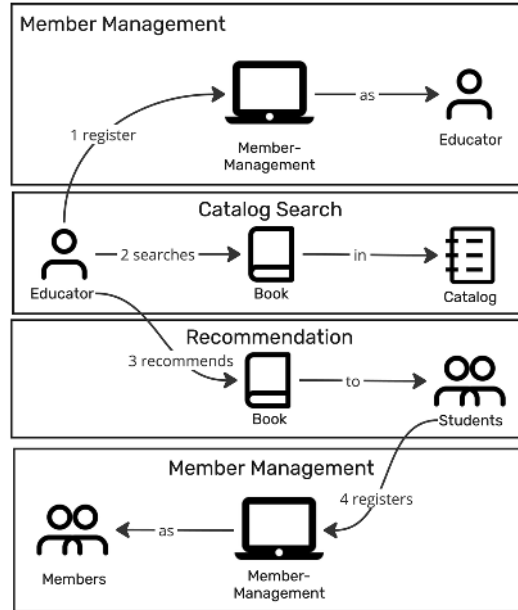 Member Management
as
1 register
Member-
Management
Educator
Catalog Search
2 searches
in
Educator
Book
Catalog
Recommendation
3 recommends
to
Book
Students
Member Management
4 registers
as
Members
Member-
Management